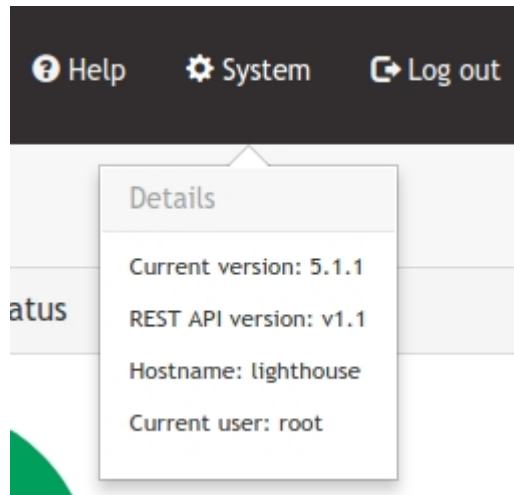 Help System Log out
Details
Current version: 5.1.1
atus
REST API version: v1.1
Hostname: lighthouse
Current user: root